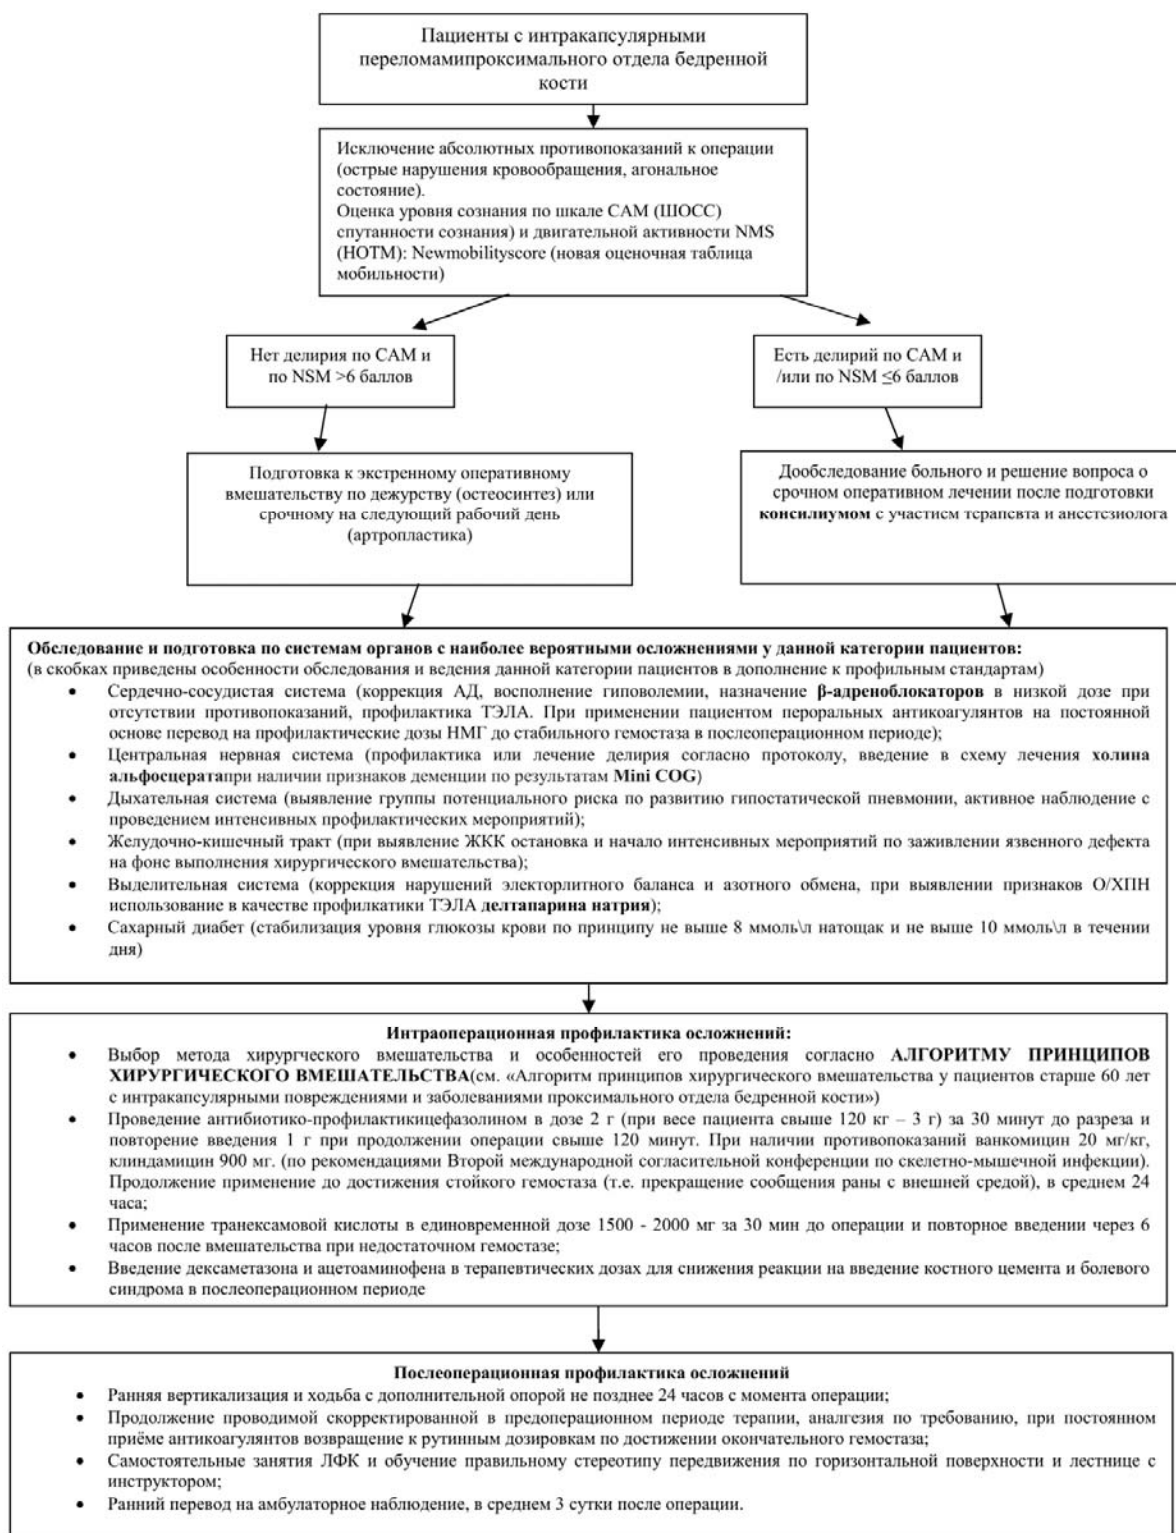 Пациенты с интракапсулярными
переломамипроксимального отдела бедренной
кости
Исключение абсолютных противопоказаний к операции
(острые нарушения кровообращения, агональное
состояние).
Оценка уровня сознания по шкале CAM (ШОСС)
спутанности сознания) и двигательной активности NMS
(НОТМ): Newmobilityscore (новая оценочная таблица
мобильности)
Нет делирия по CAM и
по NSM >6 баллов
Есть делирий по CAM и
/или по NSM ≤6 баллов
Подготовка к экстренному оперативному
вмешательству по дежурству (остеосинтез) или
срочному на следующий рабочий день
(артропластика)
Дообследование больного и решение вопроса о
срочном оперативном лечении после подготовки
консилиумом с участием терапевта и анестезиолога
Обследование и подготовка по системам органов с наиболее вероятными осложнениями у данной категории пациентов:
(в скобках приведены особенности обследования и ведения данной категории пациентов в дополнение к профильным стандартам)
• Сердечно-сосудистая система (коррекция АД, восполнение гиповолемии, назначение β-адреноблокаторов в низкой дозе при
отсутствии противопоказаний, профилактика ТЭЛА. При применении пациентом пероральных антикоагулянтов на постоянной
основе перевод на профилактические дозы НМГ до стабильного гемостаза в послеоперационном периоде);
• Центральная нервная система (профилактика или лечение делирия согласно протоколу, введение в схему лечения холина
альфосцератапри наличии признаков деменции по результатам Mini COG)
• Дыхательная система (выявление группы потенциального риска по развитию гипостатической пневмонии, активное наблюдение с
проведением интенсивных профилактических мероприятий);
• Желудочно-кишечный тракт (при выявление ЖКК остановка и начало интенсивных мероприятий по заживлении язвенного дефекта
на фоне выполнения хирургического вмешательства);
• Выделительная система (коррекция нарушений электорлитного баланса и азотного обмена, при выявлении признаков О/ХПН
использование в качестве профилкатики ТЭЛА делтапарина натрия);
• Сахарный диабет (стабилизация уровня глюкозы крови по принципу не выше 8 ммоль\л натощак и не выше 10 ммоль\л в течении
дня)
Интраоперационная профилактика осложнений:
• Выбор метода хирургческого вмешательства и особенностей его проведения согласно АЛГОРИТМУ ПРИНЦИПОВ
ХИРУРГИЧЕСКОГО ВМЕШАТЕЛЬСТВА(см. «Алгоритм принципов хирургического вмешательства у пациентов старше 60 лет
с интракапсулярными повреждениями и заболеваниями проксимального отдела бедренной кости»)
• Проведение антибиотико-профилактикицефазолином в дозе 2 г (при весе пациента свыше 120 кг – 3 г) за 30 минут до разреза и
повторение введения 1 г при продолжении операции свыше 120 минут. При наличии противопоказаний ванкомицин 20 мг/кг,
клиндамицин 900 мг. (по рекомендациями Второй международной согласительной конференции по скелетно-мышечной инфекции).
Продолжение применение до достижения стойкого гемостаза (т.е. прекращение сообщения раны с внешней средой), в среднем 24
часа;
• Применение транексамовой кислоты в единовременной дозе 1500 - 2000 мг за 30 мин до операции и повторное введении через 6
часов после вмешательства при недостаточном гемостазе;
• Введение дексаметазона и ацетоаминофена в терапевтических дозах для снижения реакции на введение костного цемента и болевого
синдрома в послеоперационном периоде
Послеоперационная профилактика осложнений
• Ранняя вертикализация и ходьба с дополнительной опорой не позднее 24 часов с момента операции;
• Продолжение проводимой скорректированной в предоперационном периоде терапии, аналгезия по требованию, при постоянном
приёме антикоагулянтов возвращение к рутинным дозировкам по достижении окончательного гемостаза;
• Самостоятельные занятия ЛФК и обучение правильному стереотипу передвижения по горизонтальной поверхности и лестнице с
инструктором;
• Ранний перевод на амбулаторное наблюдение, в среднем 3 сутки после операции.